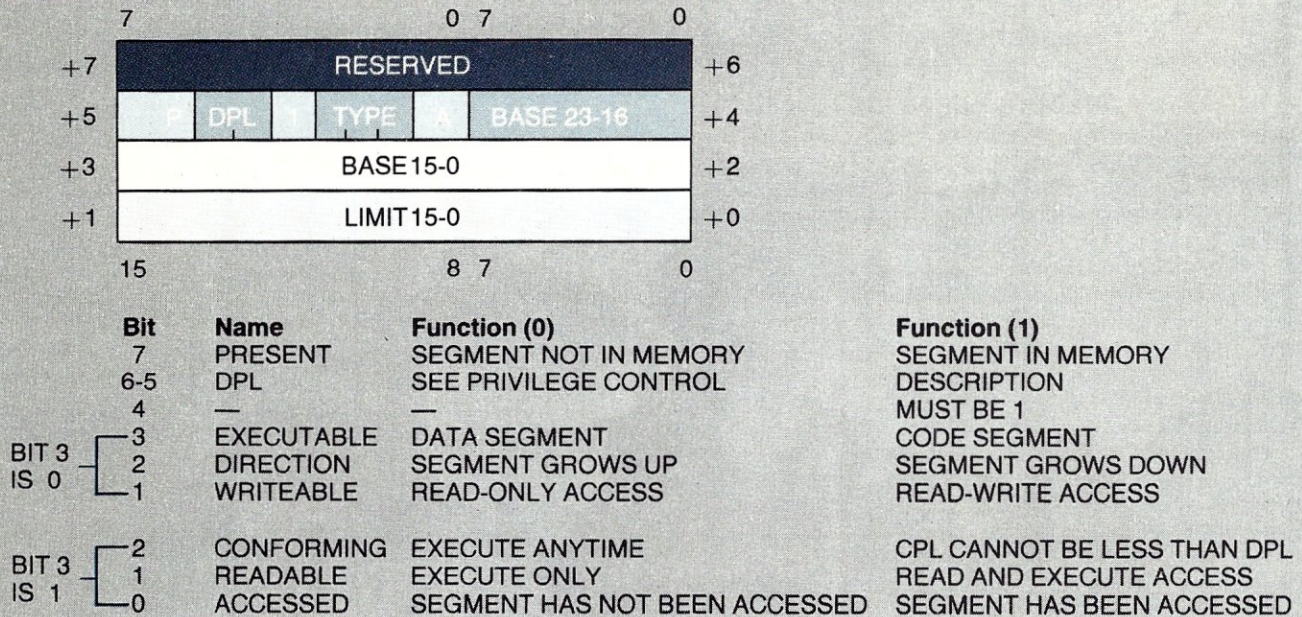 7 0 7 0
+7 RESERVED +6
+5 P DPL 1 TYPE A BASE 23-16 +4
+3 BASE 15-0 +2
+1 LIMIT 15-0 +0
15 8 7 0
Bit Name Function (0) Function (1)
7 PRESENT SEGMENT NOT IN MEMORY SEGMENT IN MEMORY
6-5 DPL SEE PRIVILEGE CONTROL DESCRIPTION
4 — — MUST BE 1
3 EXECUTABLE DATA SEGMENT CODE SEGMENT
BIT 3 IS 0
2 DIRECTION SEGMENT GROWS UP SEGMENT GROWS DOWN
1 WRITEABLE READ-ONLY ACCESS READ-WRITE ACCESS
2 CONFORMING EXECUTE ANYTIME CPL CANNOT BE LESS THAN DPL
BIT 3 IS 1
1 READABLE EXECUTE ONLY READ AND EXECUTE ACCESS
0 ACCESSED SEGMENT HAS NOT BEEN ACCESSED SEGMENT HAS BEEN ACCESSED